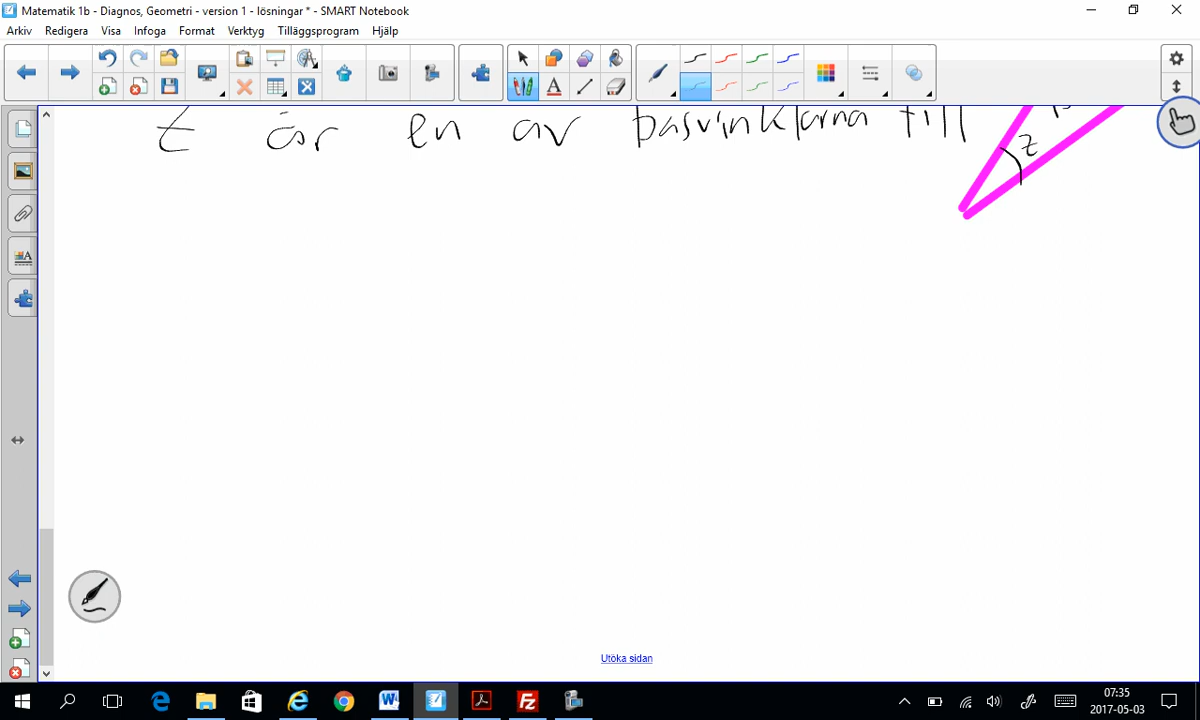 Matematik 1b - Diagnos, Geometri - version 1 - lösningar * - SMART Notebook
Arkiv Redigera Visa Infoga Format Verktyg Tilläggsprogram Hjälp
z är en av basvinklarna till
z
Utöka sidan
07:35
2017-05-03